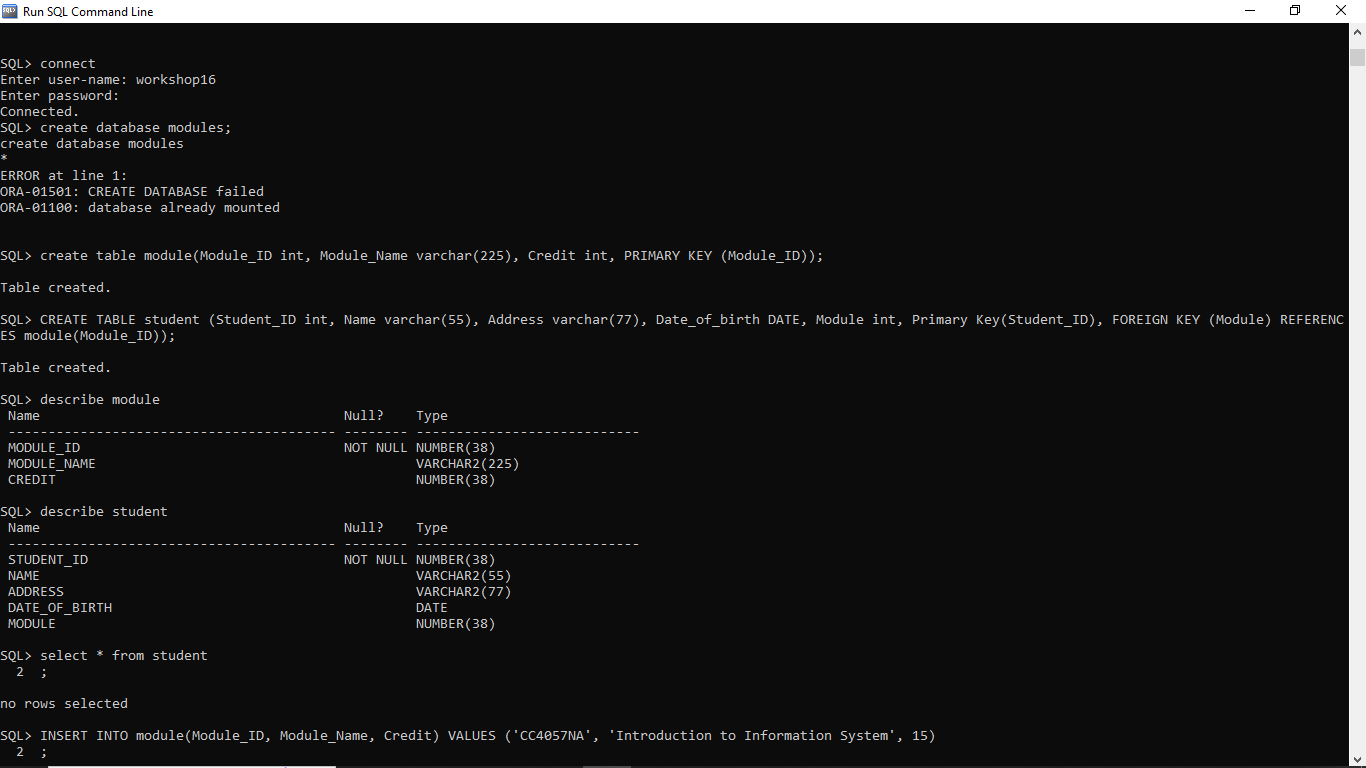 Run SQL Command Line
SQL> connect
Enter user-name: workshop16
Enter password:
Connected.
SQL> create database modules;
create database modules
*
ERROR at line 1:
ORA-01501: CREATE DATABASE failed
ORA-01100: database already mounted
SQL> create table module(Module_ID int, Module_Name varchar(225), Credit int, PRIMARY KEY (Module_ID));
Table created.
SQL> CREATE TABLE student (Student_ID int, Name varchar(55), Address varchar(77), Date_of_birth DATE, Module int, Primary Key(Student_ID), FOREIGN KEY (Module) REFERENC
ES module(Module_ID));
Table created.
SQL> describe module
 Name                                      Null?    Type
 ----------------------------------------- -------- ----------------------------
 MODULE_ID                                 NOT NULL NUMBER(38)
 MODULE_NAME                                        VARCHAR2(225)
 CREDIT                                             NUMBER(38)
SQL> describe student
 Name                                      Null?    Type
 ----------------------------------------- -------- ----------------------------
 STUDENT_ID                                NOT NULL NUMBER(38)
 NAME                                               VARCHAR2(55)
 ADDRESS                                            VARCHAR2(77)
 DATE_OF_BIRTH                                      DATE
 MODULE                                             NUMBER(38)
SQL> select * from student
  2  ;
no rows selected
SQL> INSERT INTO module(Module_ID, Module_Name, Credit) VALUES ('CC4057NA', 'Introduction to Information System', 15)
  2  ;